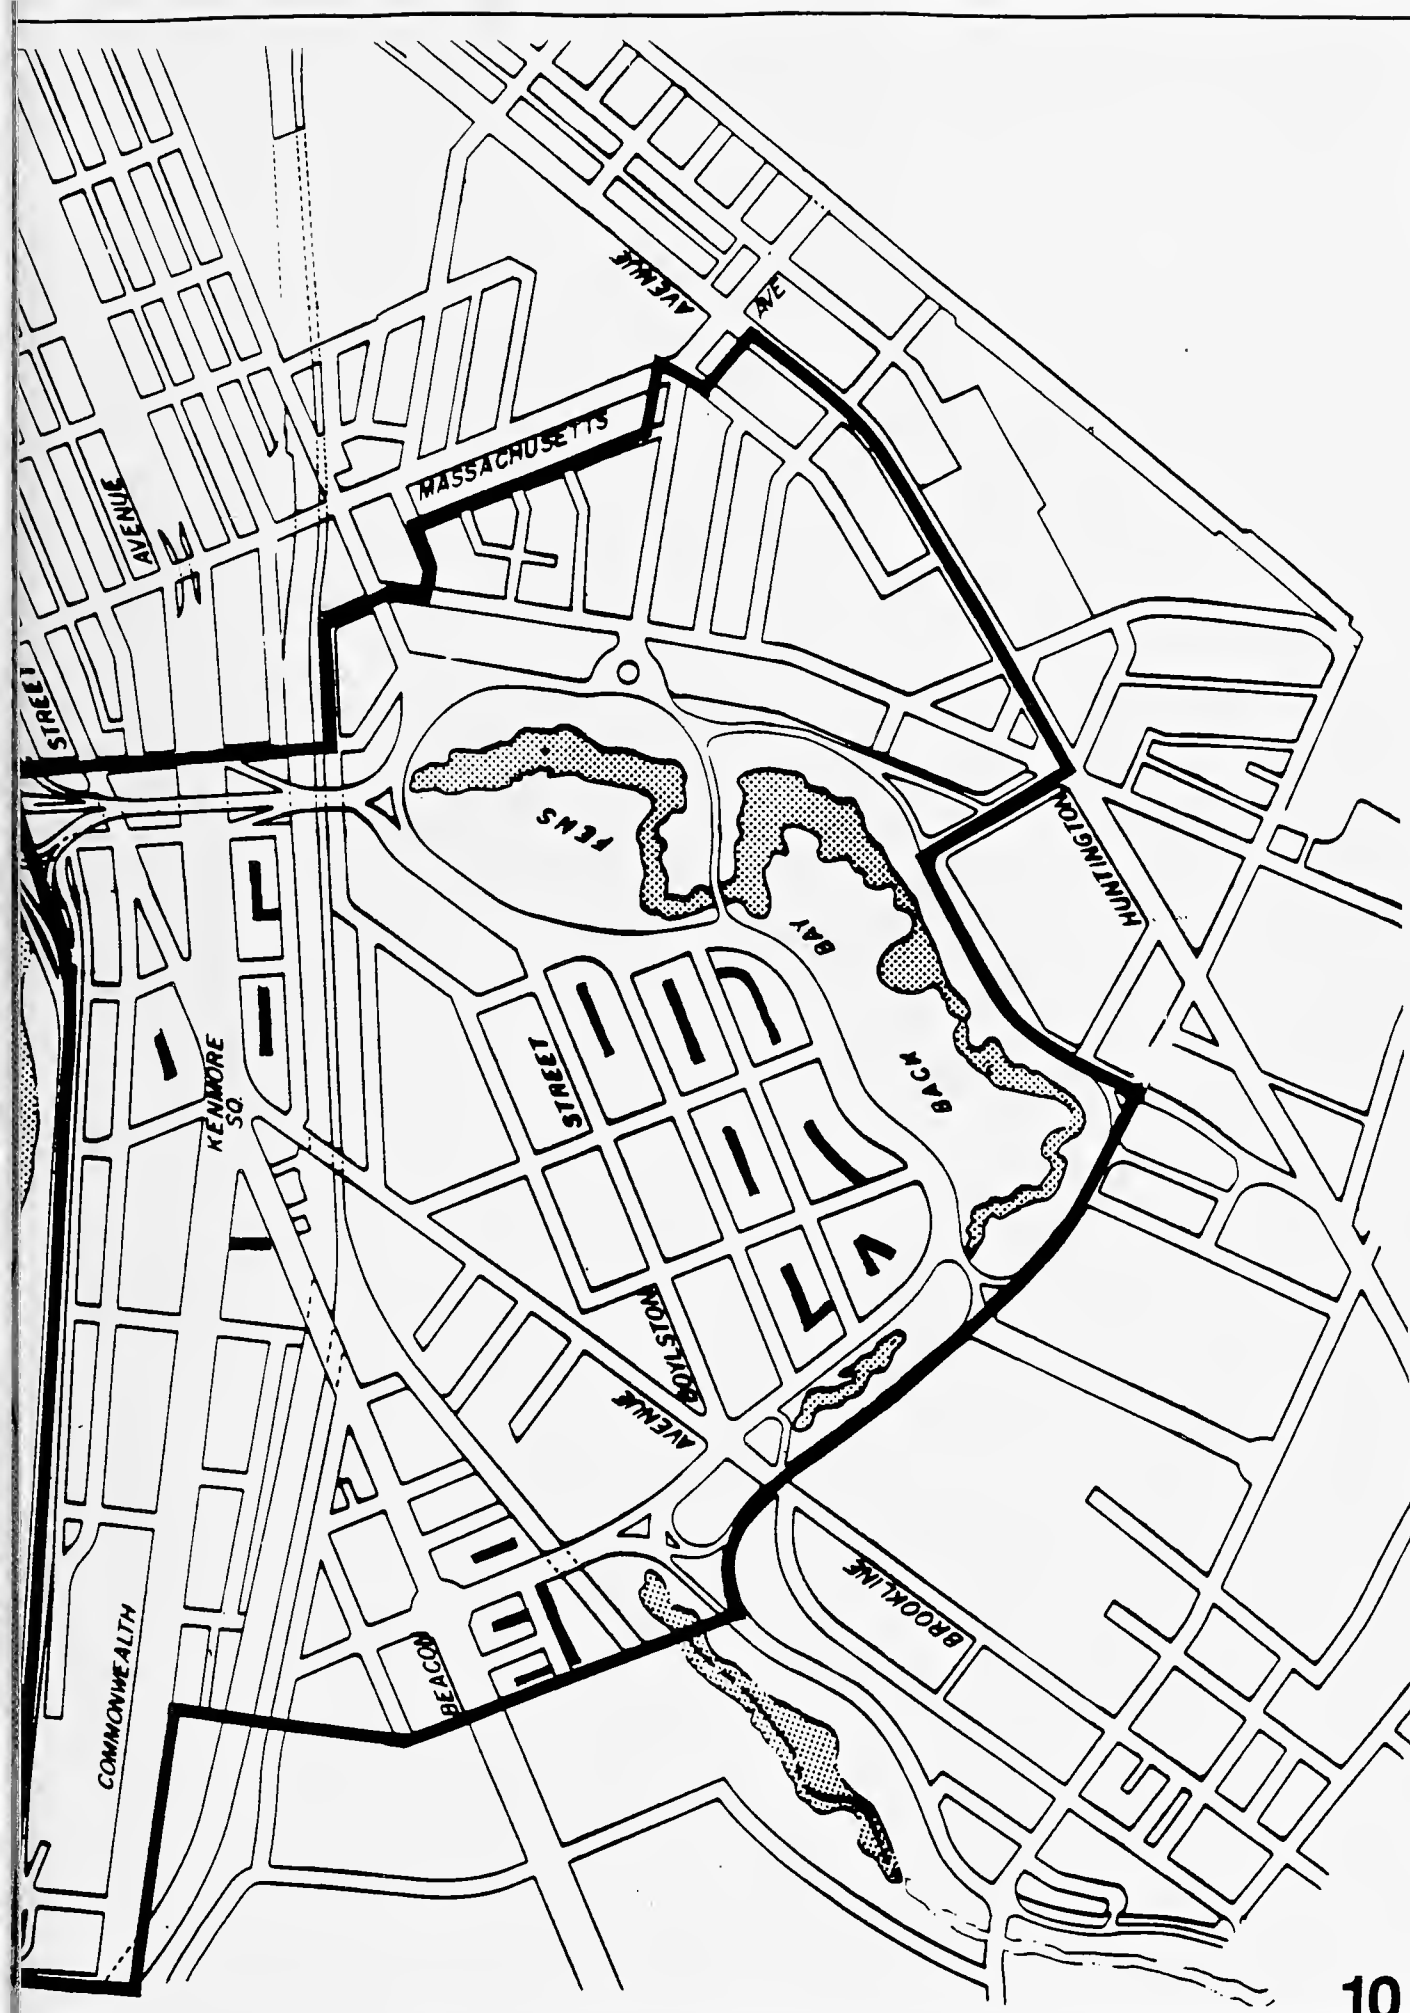 AVENUE
AVE
MASSACHUSETTS
AVENUE
STREET
FENS
HUNTINGTON
BAY
KENMORE
SQ.
STREET
BACK
BOYLSTON
AVENUE
BROOKLINE
COMMONWEALTH
BEACON
10